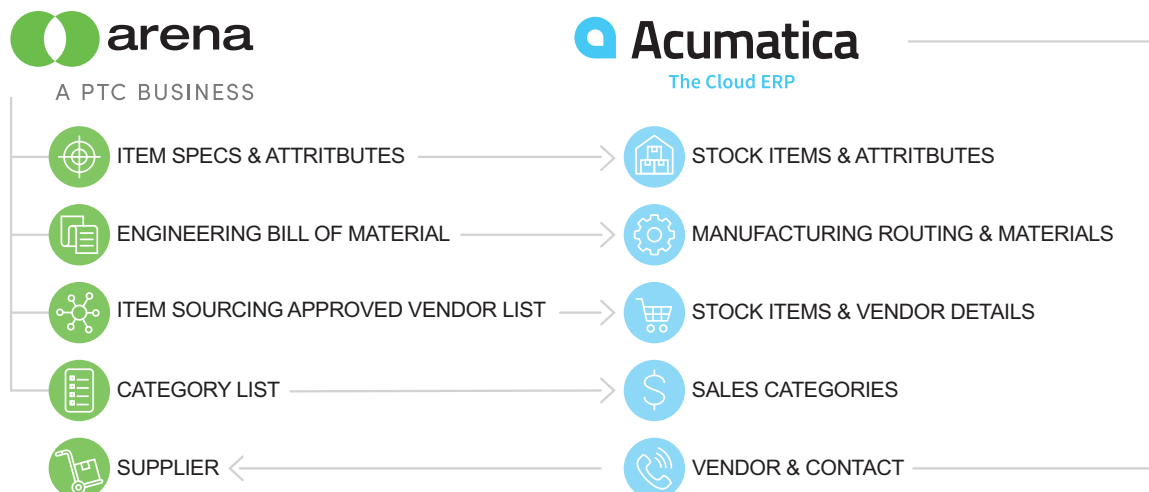 arena
A PTC BUSINESS
Acumatica
The Cloud ERP
ITEM SPECS & ATTRITBUTES
STOCK ITEMS & ATTRITBUTES
ENGINEERING BILL OF MATERIAL
MANUFACTURING ROUTING & MATERIALS
ITEM SOURCING APPROVED VENDOR LIST
STOCK ITEMS & VENDOR DETAILS
CATEGORY LIST
SALES CATEGORIES
SUPPLIER
VENDOR & CONTACT